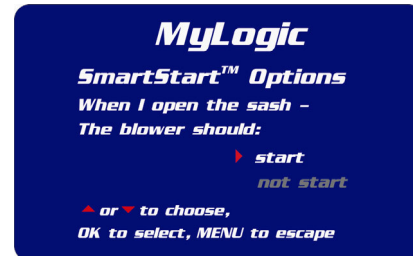 MyLogic
SmartStart™ Options
When I open the sash –
The blower should:
start
not start
or to choose,
OK to select, MENU to escape